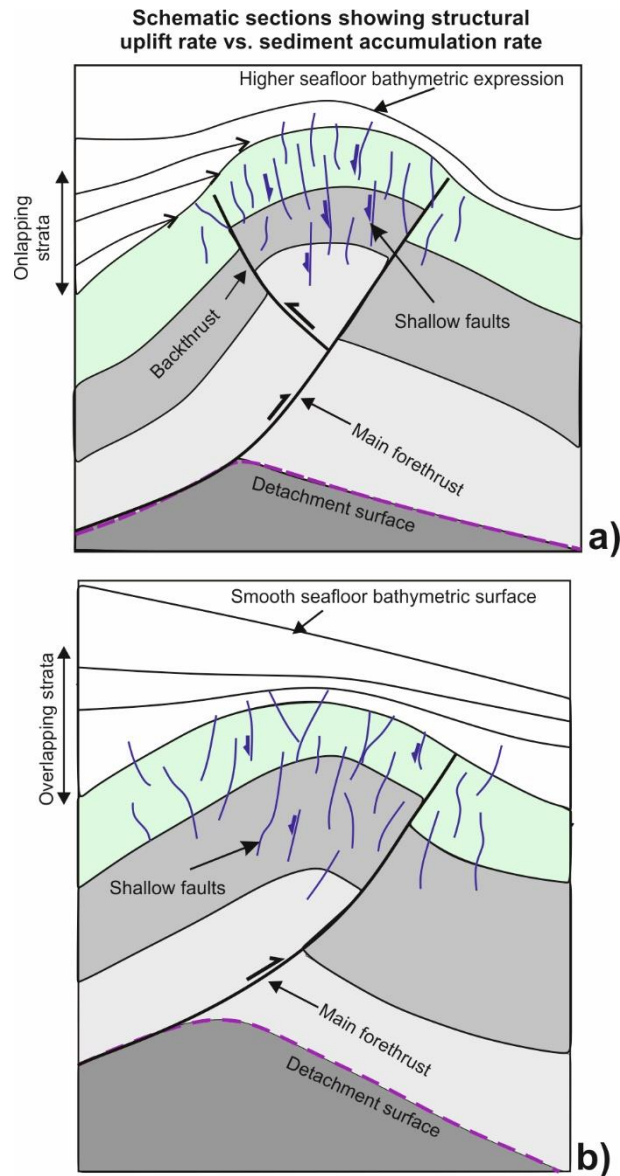 Schematic sections showing structural
uplift rate vs. sediment accumulation rate
Higher seafloor bathymetric expression
Onlapping
strata
Backthrust
Shallow faults
Main forethrust
Detachment surface
a)
Smooth seafloor bathymetric surface
Overlapping strata
Shallow faults
Main forethrust
Detachment surface
b)